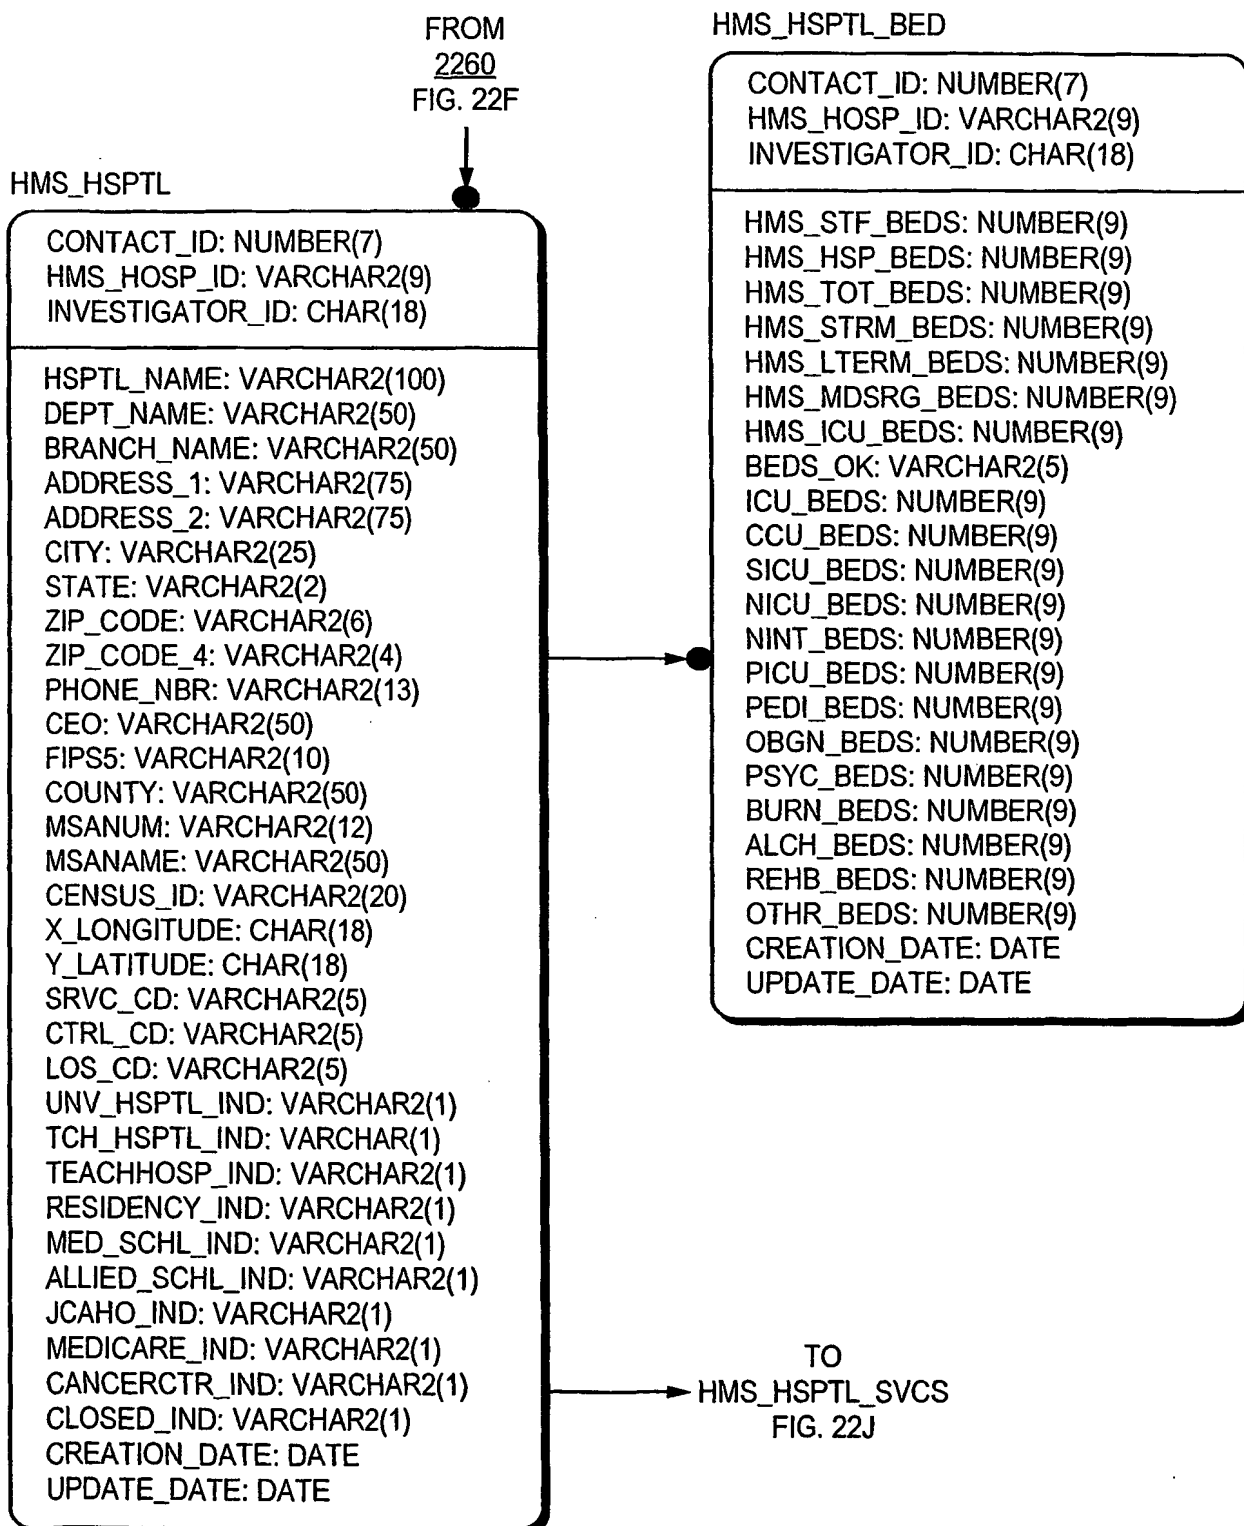 FROM
2260
FIG. 22F
HMS_HSPTL
CONTACT_ID: NUMBER(7)
HMS_HOSP_ID: VARCHAR2(9)
INVESTIGATOR_ID: CHAR(18)
HSPTL_NAME: VARCHAR2(100)
DEPT_NAME: VARCHAR2(50)
BRANCH_NAME: VARCHAR2(50)
ADDRESS_1: VARCHAR2(75)
ADDRESS_2: VARCHAR2(75)
CITY: VARCHAR2(25)
STATE: VARCHAR2(2)
ZIP_CODE: VARCHAR2(6)
ZIP_CODE_4: VARCHAR2(4)
PHONE_NBR: VARCHAR2(13)
CEO: VARCHAR2(50)
FIPS5: VARCHAR2(10)
COUNTY: VARCHAR2(50)
MSANUM: VARCHAR2(12)
MSANAME: VARCHAR2(50)
CENSUS_ID: VARCHAR2(20)
X_LONGITUDE: CHAR(18)
Y_LATITUDE: CHAR(18)
SRVC_CD: VARCHAR2(5)
CTRL_CD: VARCHAR2(5)
LOS_CD: VARCHAR2(5)
UNV_HSPTL_IND: VARCHAR2(1)
TCH_HSPTL_IND: VARCHAR(1)
TEACHHOSP_IND: VARCHAR2(1)
RESIDENCY_IND: VARCHAR2(1)
MED_SCHL_IND: VARCHAR2(1)
ALLIED_SCHL_IND: VARCHAR2(1)
JCAHO_IND: VARCHAR2(1)
MEDICARE_IND: VARCHAR2(1)
CANCERCTR_IND: VARCHAR2(1)
CLOSED_IND: VARCHAR2(1)
CREATION_DATE: DATE
UPDATE_DATE: DATE
HMS_HSPTL_BED
CONTACT_ID: NUMBER(7)
HMS_HOSP_ID: VARCHAR2(9)
INVESTIGATOR_ID: CHAR(18)
HMS_STF_BEDS: NUMBER(9)
HMS_HSP_BEDS: NUMBER(9)
HMS_TOT_BEDS: NUMBER(9)
HMS_STRM_BEDS: NUMBER(9)
HMS_LTERM_BEDS: NUMBER(9)
HMS_MDSRG_BEDS: NUMBER(9)
HMS_ICU_BEDS: NUMBER(9)
BEDS_OK: VARCHAR2(5)
ICU_BEDS: NUMBER(9)
CCU_BEDS: NUMBER(9)
SICU_BEDS: NUMBER(9)
NICU_BEDS: NUMBER(9)
NINT_BEDS: NUMBER(9)
PICU_BEDS: NUMBER(9)
PEDI_BEDS: NUMBER(9)
OBGN_BEDS: NUMBER(9)
PSYC_BEDS: NUMBER(9)
BURN_BEDS: NUMBER(9)
ALCH_BEDS: NUMBER(9)
REHB_BEDS: NUMBER(9)
OTHR_BEDS: NUMBER(9)
CREATION_DATE: DATE
UPDATE_DATE: DATE
TO
HMS_HSPTL_SVCS
FIG. 22J